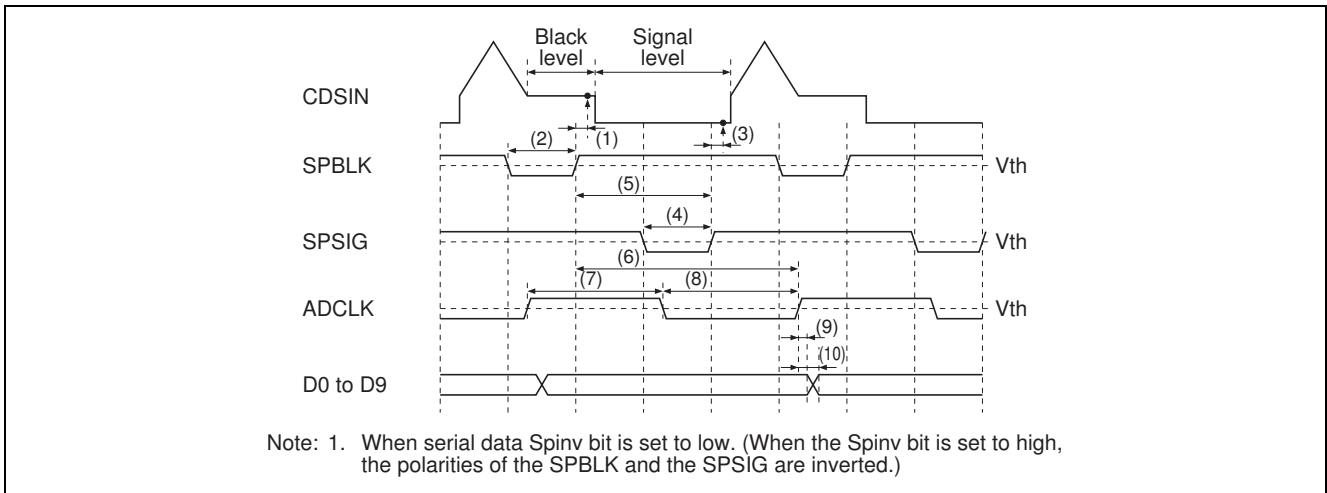 Black level
Signal level
CDSIN
(1)
(3)
(2)
SPBLK
Vth
(5)
(4)
SPSIG
Vth
(6)
(7)
(8)
ADCLK
Vth
(9)
(10)
D0 to D9
Note: 1. When serial data Spinv bit is set to low. (When the Spinv bit is set to high,
the polarities of the SPBLK and the SPSIG are inverted.)